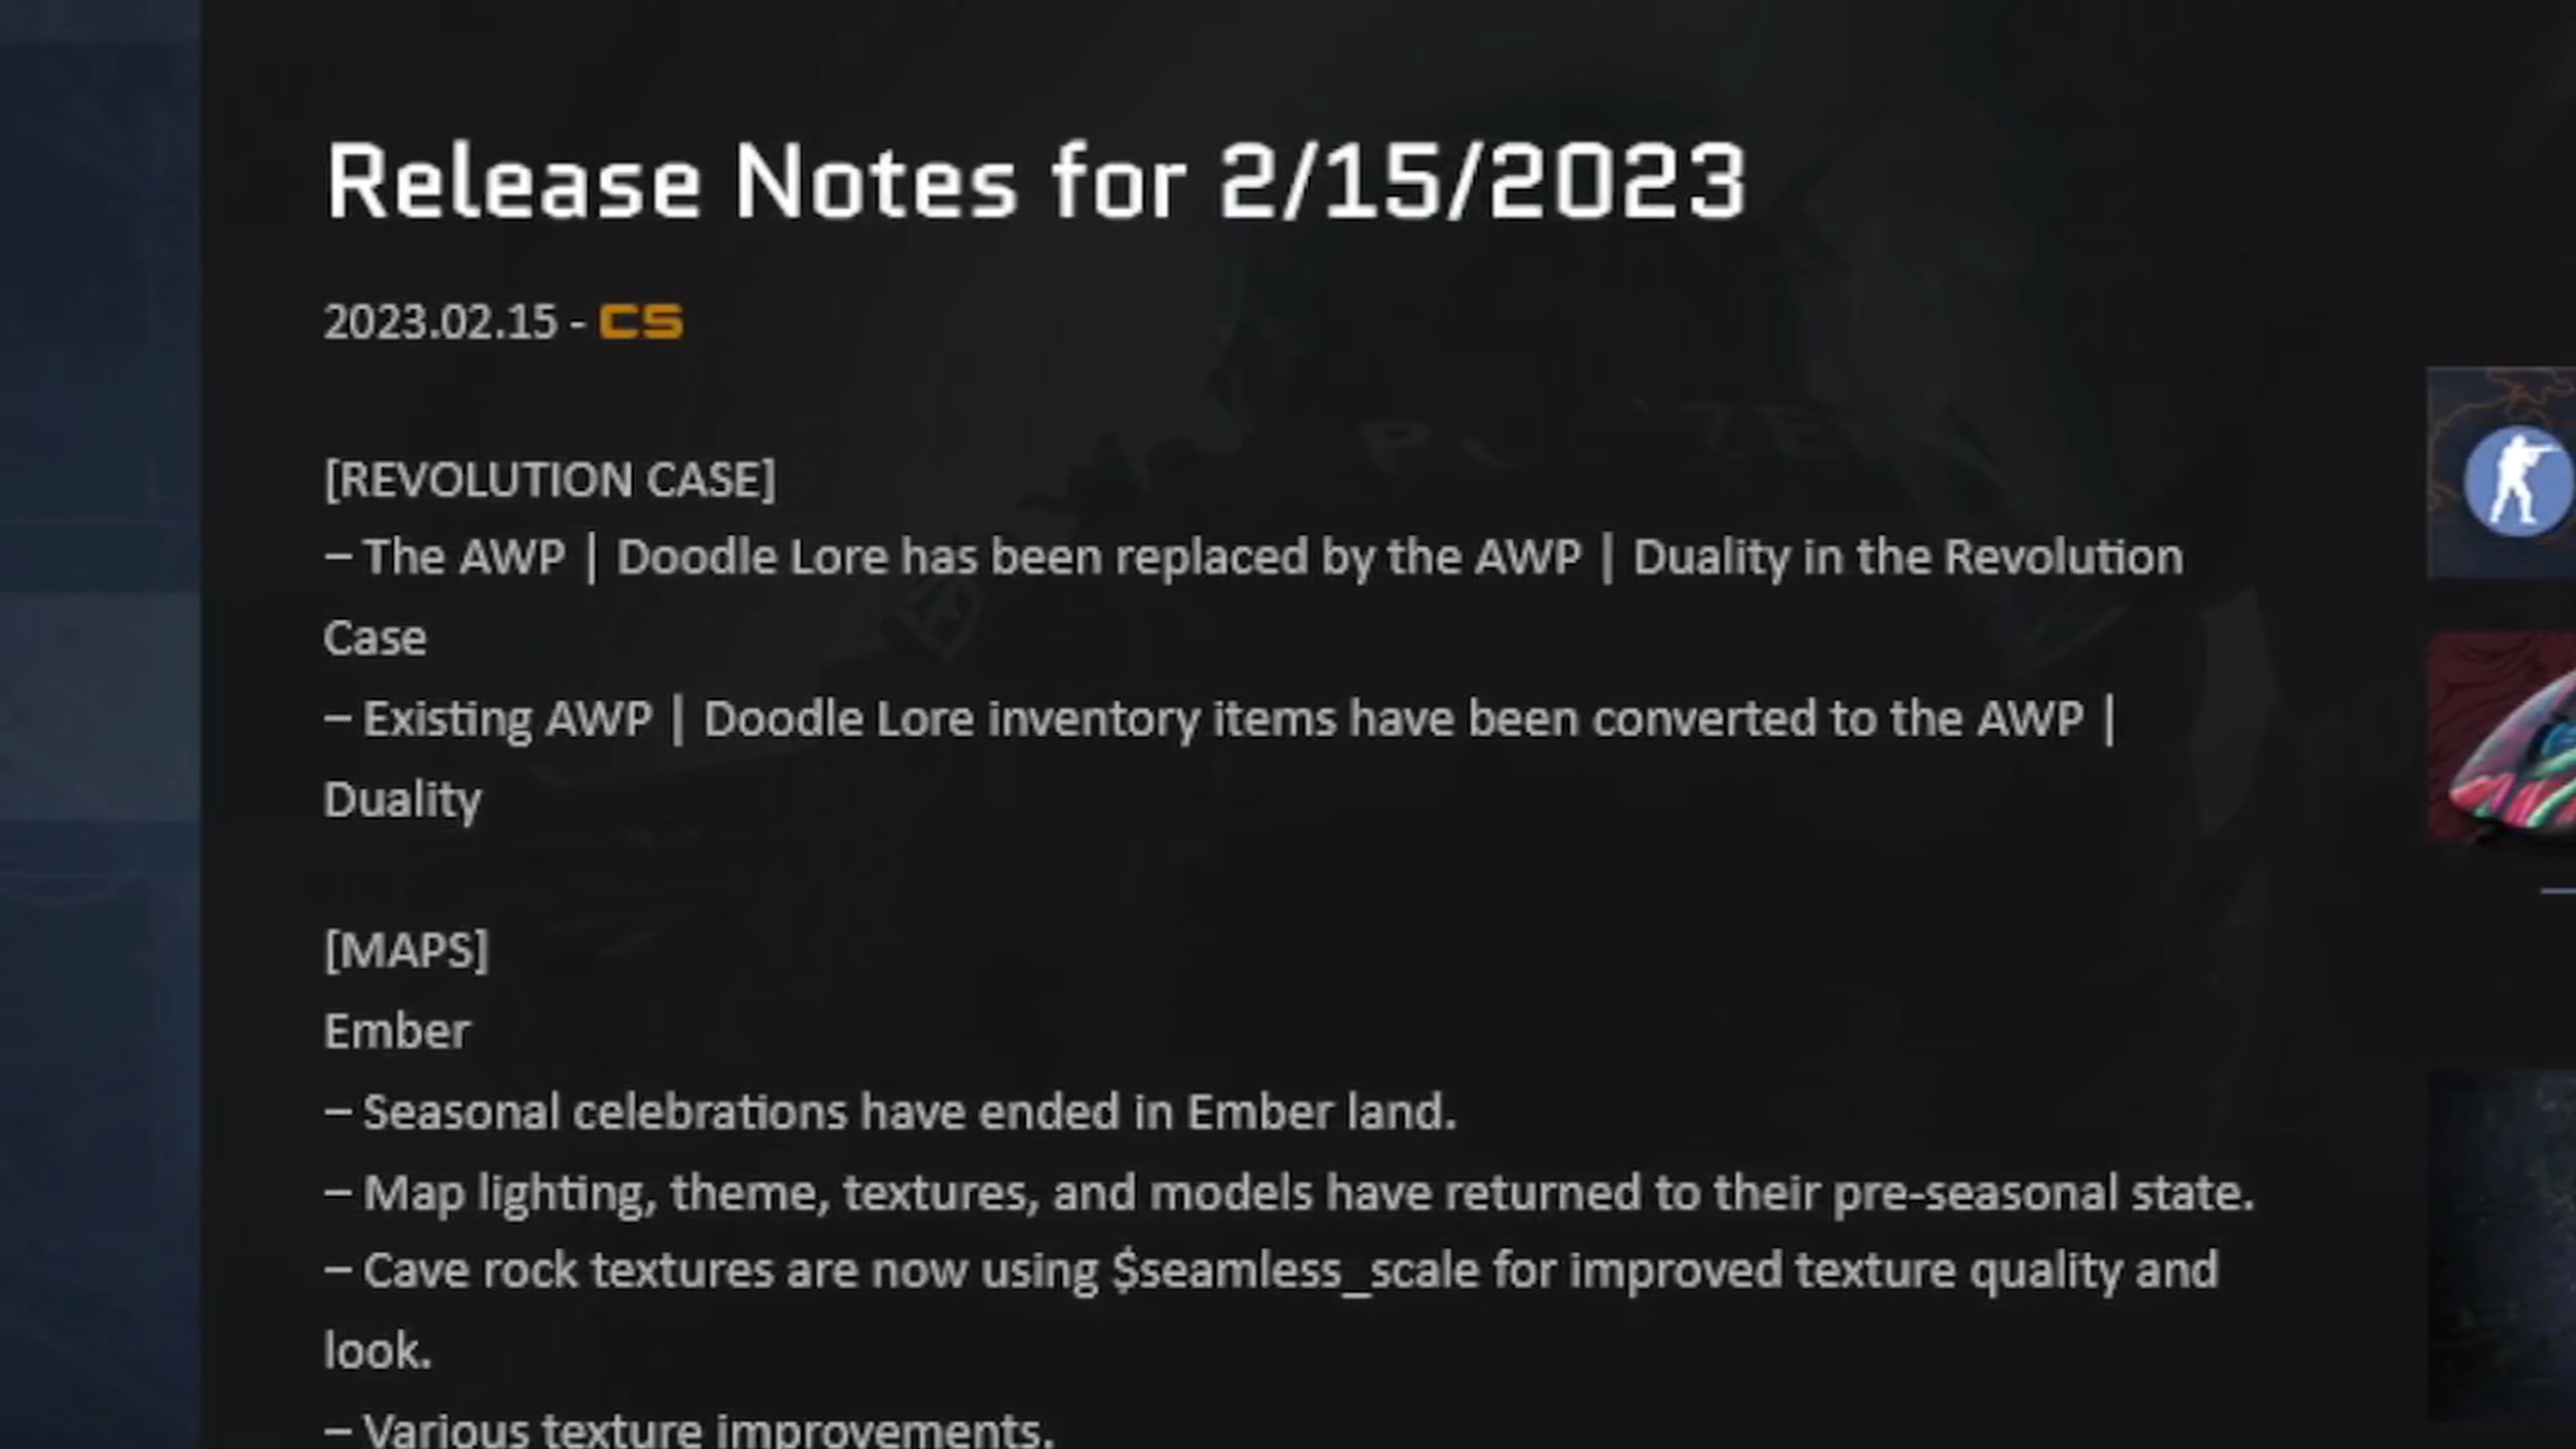 Release Notes for 2/15/2023
2023.02.15 - CS
[REVOLUTION CASE]
– The AWP | Doodle Lore has been replaced by the AWP | Duality in the Revolution
Case
– Existing AWP | Doodle Lore inventory items have been converted to the AWP |
Duality
[MAPS]
Ember
– Seasonal celebrations have ended in Ember land.
– Map lighting, theme, textures, and models have returned to their pre-seasonal state.
– Cave rock textures are now using $seamless_scale for improved texture quality and
look.
– Various texture improvements.